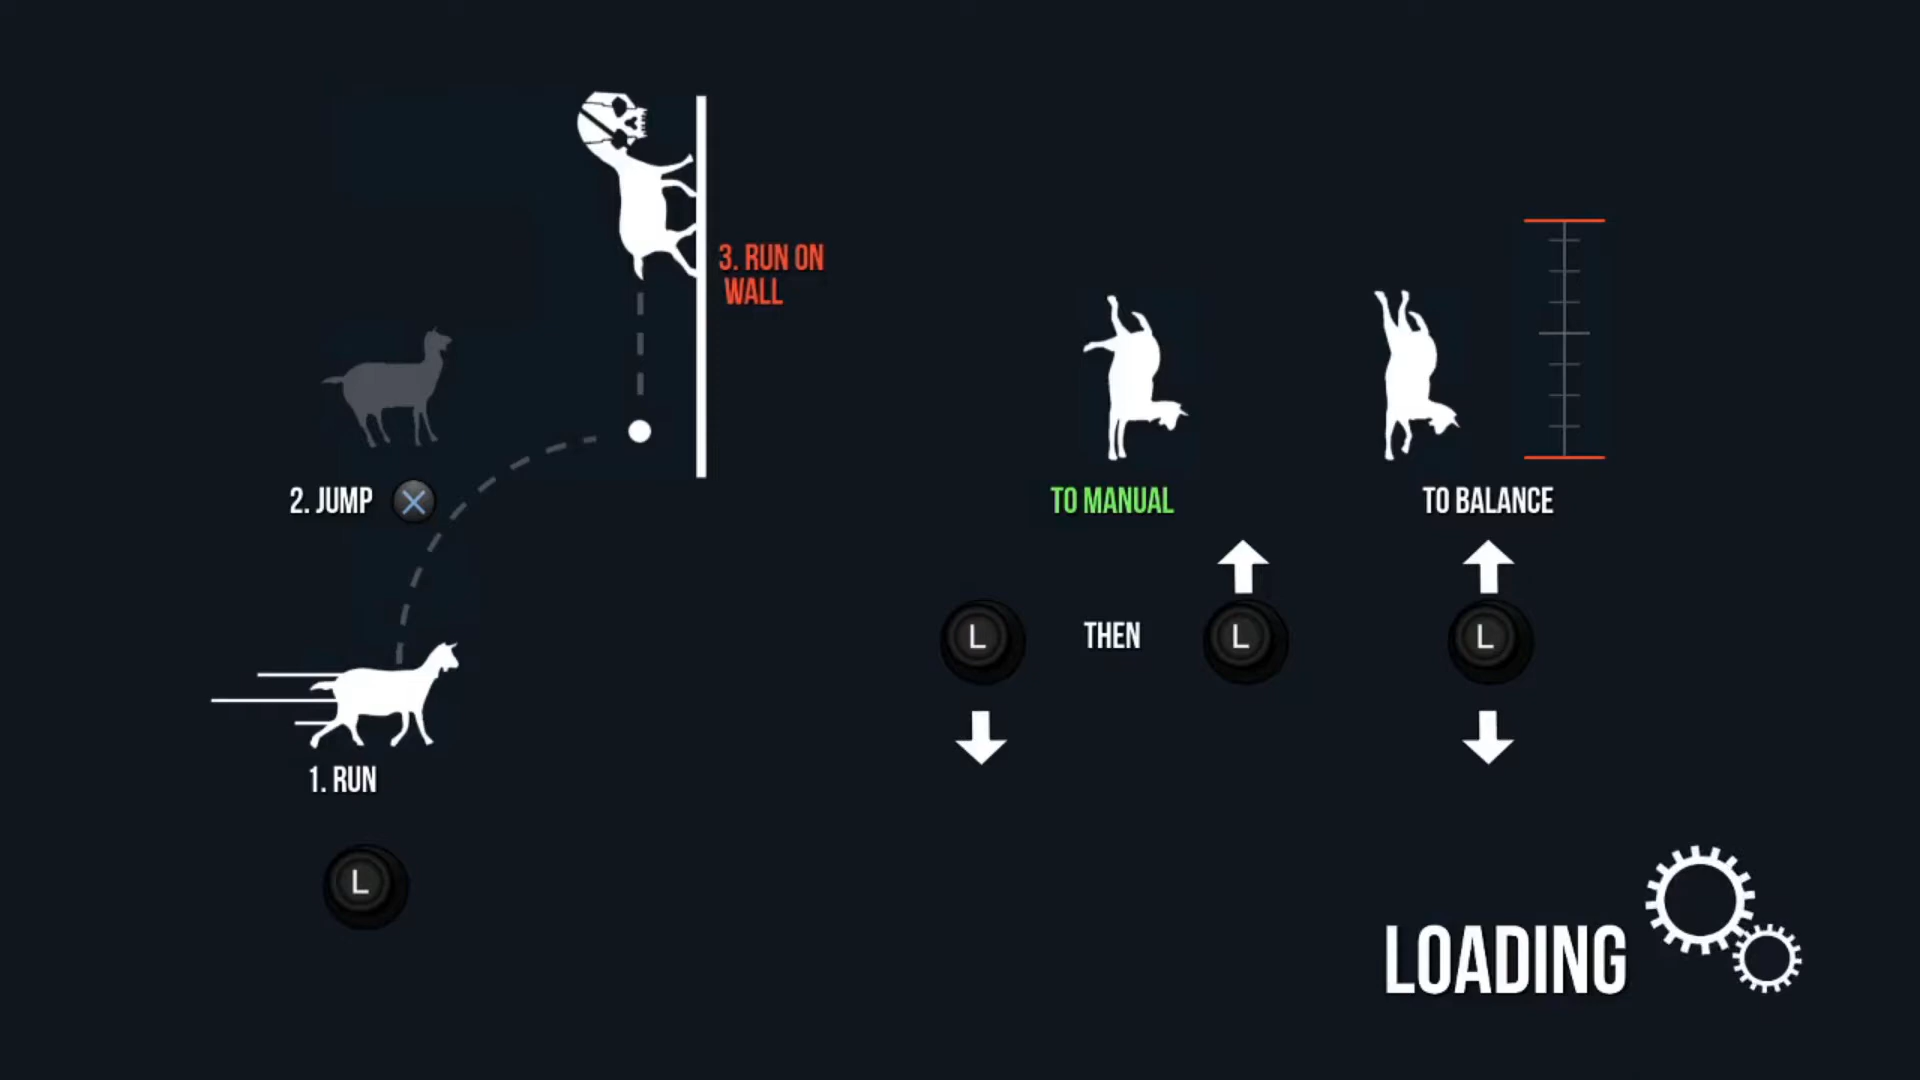 3. RUN ON
WALL
2. JUMP
1. RUN
L
TO MANUAL
L
THEN
L
TO BALANCE
L
LOADING